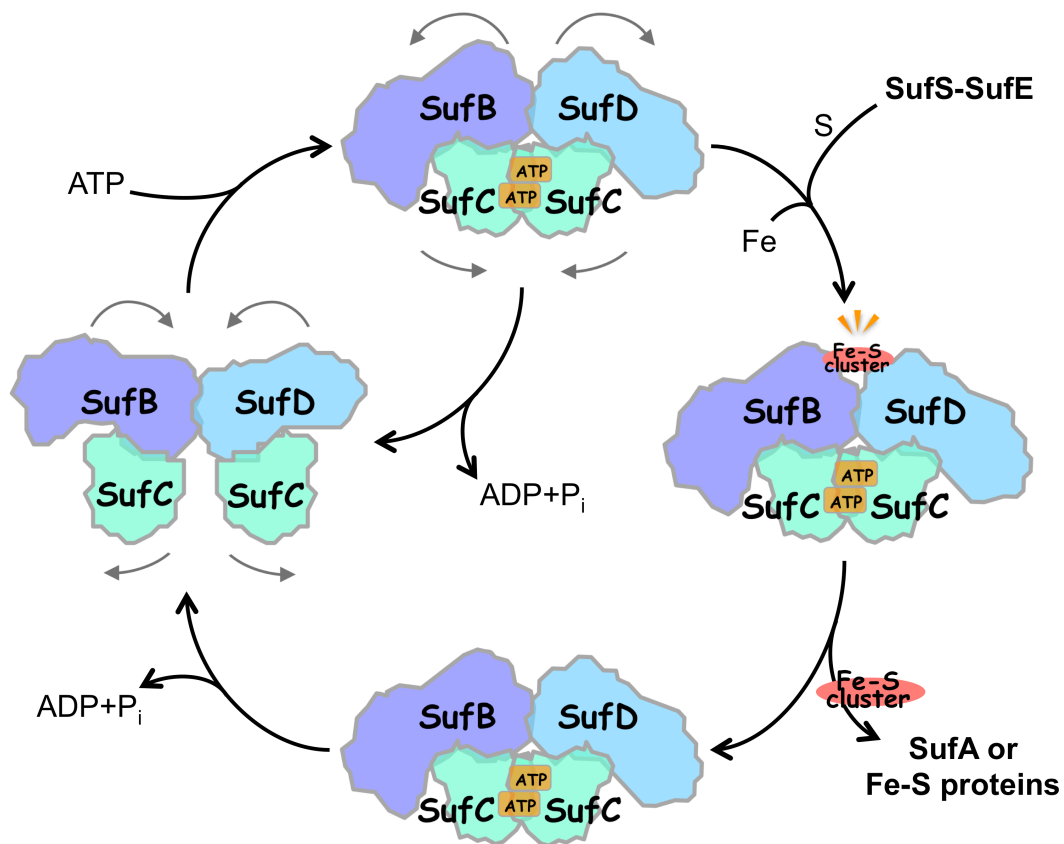 SufB
SufD
SufC
SufC
ATP
ATP
SufS-SufE
S
Fe
ATP
SufB
SufD
SufC
SufC
ADP+Pi
Fe-S
cluster
SufB
SufD
SufC
SufC
ATP
ATP
Fe-S
cluster
SufA or
Fe-S proteins
SufB
SufD
SufC
SufC
ATP
ATP
ADP+Pi